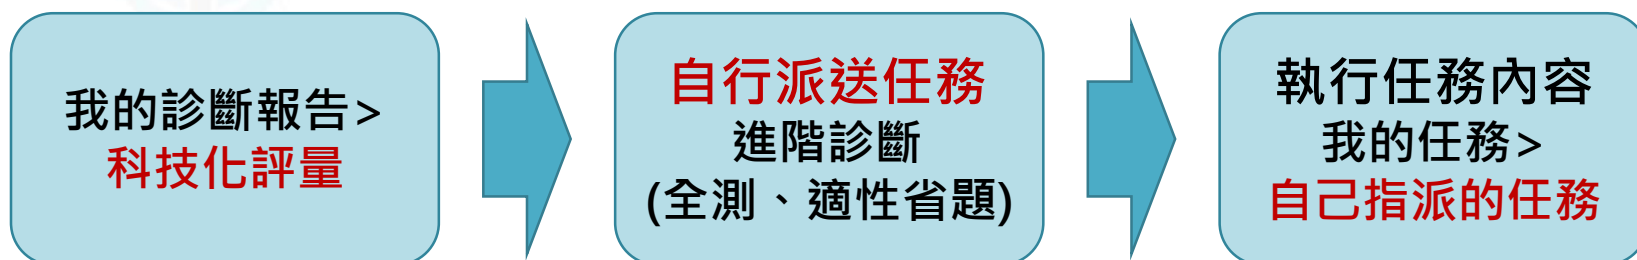 我的診斷報告>
科技化評量
自行派送任務
進階診斷
(全測、適性省題)
執行任務內容
我的任務>
自己指派的任務